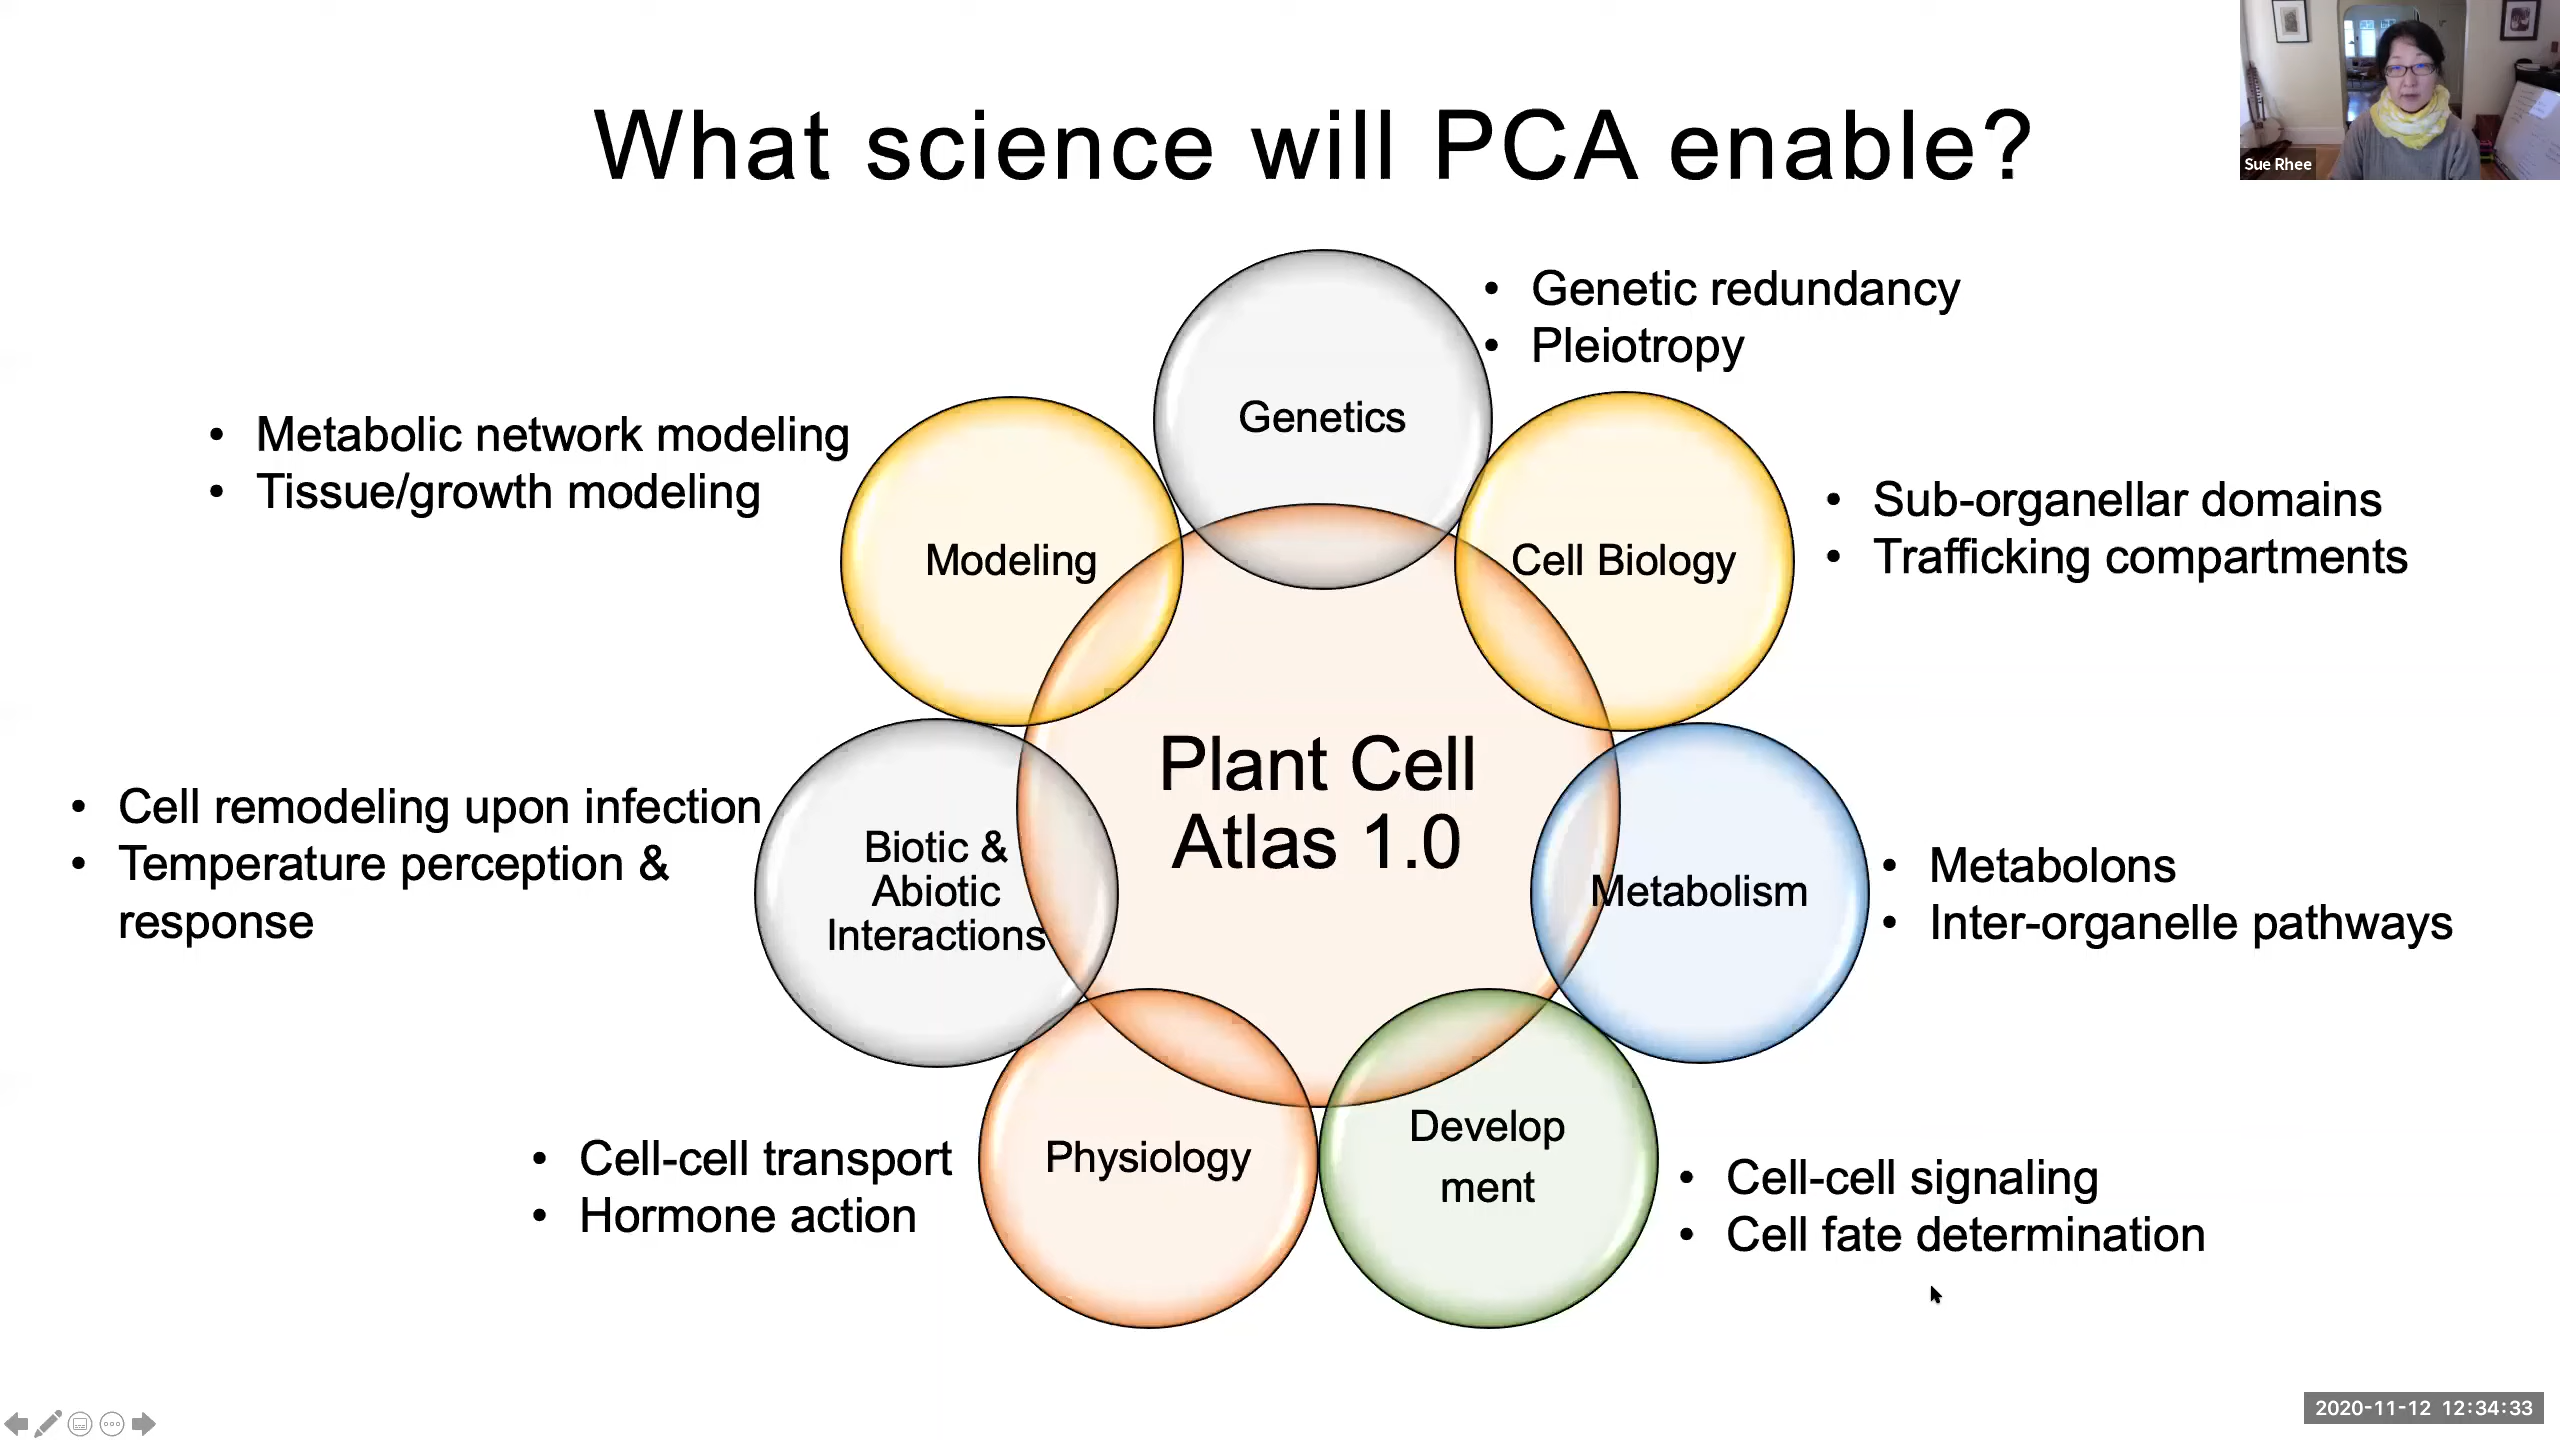 What science will PCA enable?
Sue Rhee
Genetics
• Genetic redundancy
• Pleiotropy
Modeling
• Metabolic network modeling
• Tissue/growth modeling
Cell Biology
• Sub-organellar domains
• Trafficking compartments
Plant Cell
Atlas 1.0
Biotic &
Abiotic
Interactions
• Cell remodeling upon infection
• Temperature perception &
response
Metabolism
• Metabolons
• Inter-organelle pathways
Physiology
• Cell-cell transport
• Hormone action
Develop
ment
• Cell-cell signaling
• Cell fate determination
2020-11-12 12:34:33